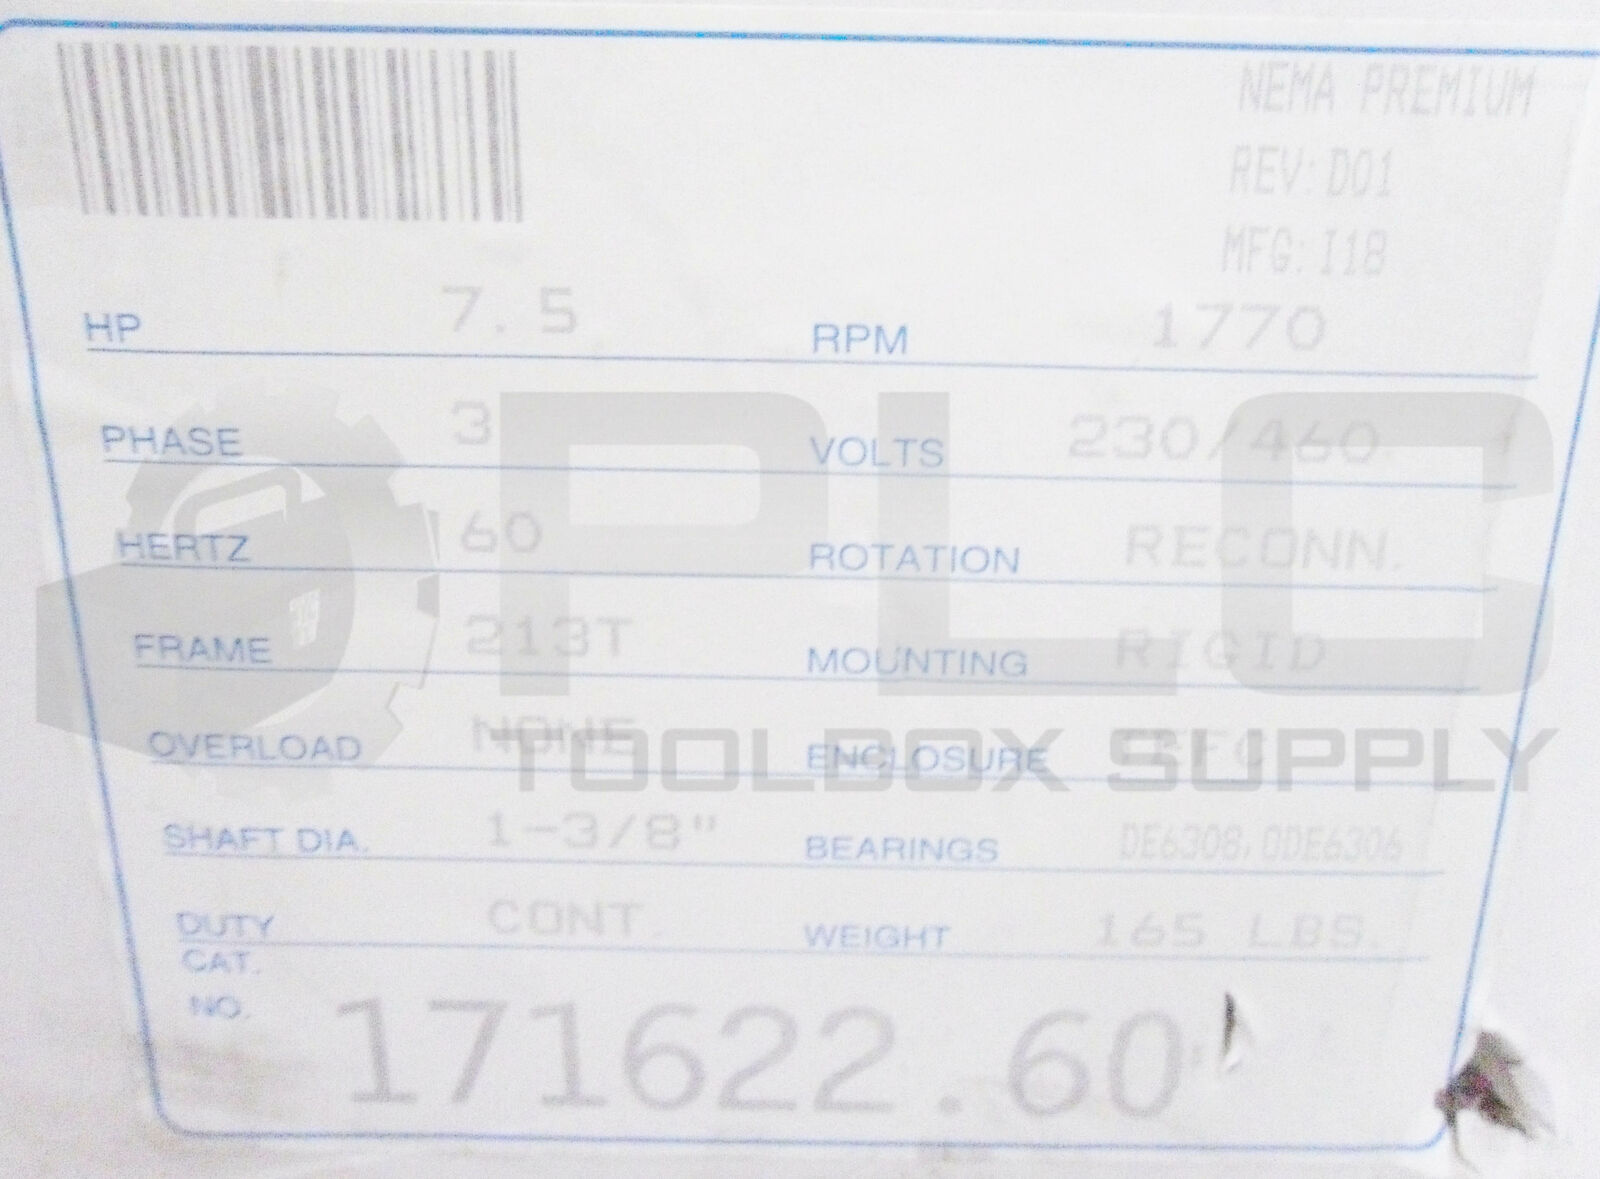 NEMA PREMIUM
REV: D01
MFG: I18
HP 7.5 RPM 1770
PHASE 3 VOLTS 230/460
HERTZ 60 ROTATION RECONN.
FRAME 213T MOUNTING RIGID
OVERLOAD NONE ENCLOSURE TEFC
SHAFT DIA. 1-3/8" BEARINGS DE6308, ODE6306
DUTY CONT. WEIGHT 165 LBS.
CAT.
NO. 171622.60
PLC
TOOLBOX SUPPLY